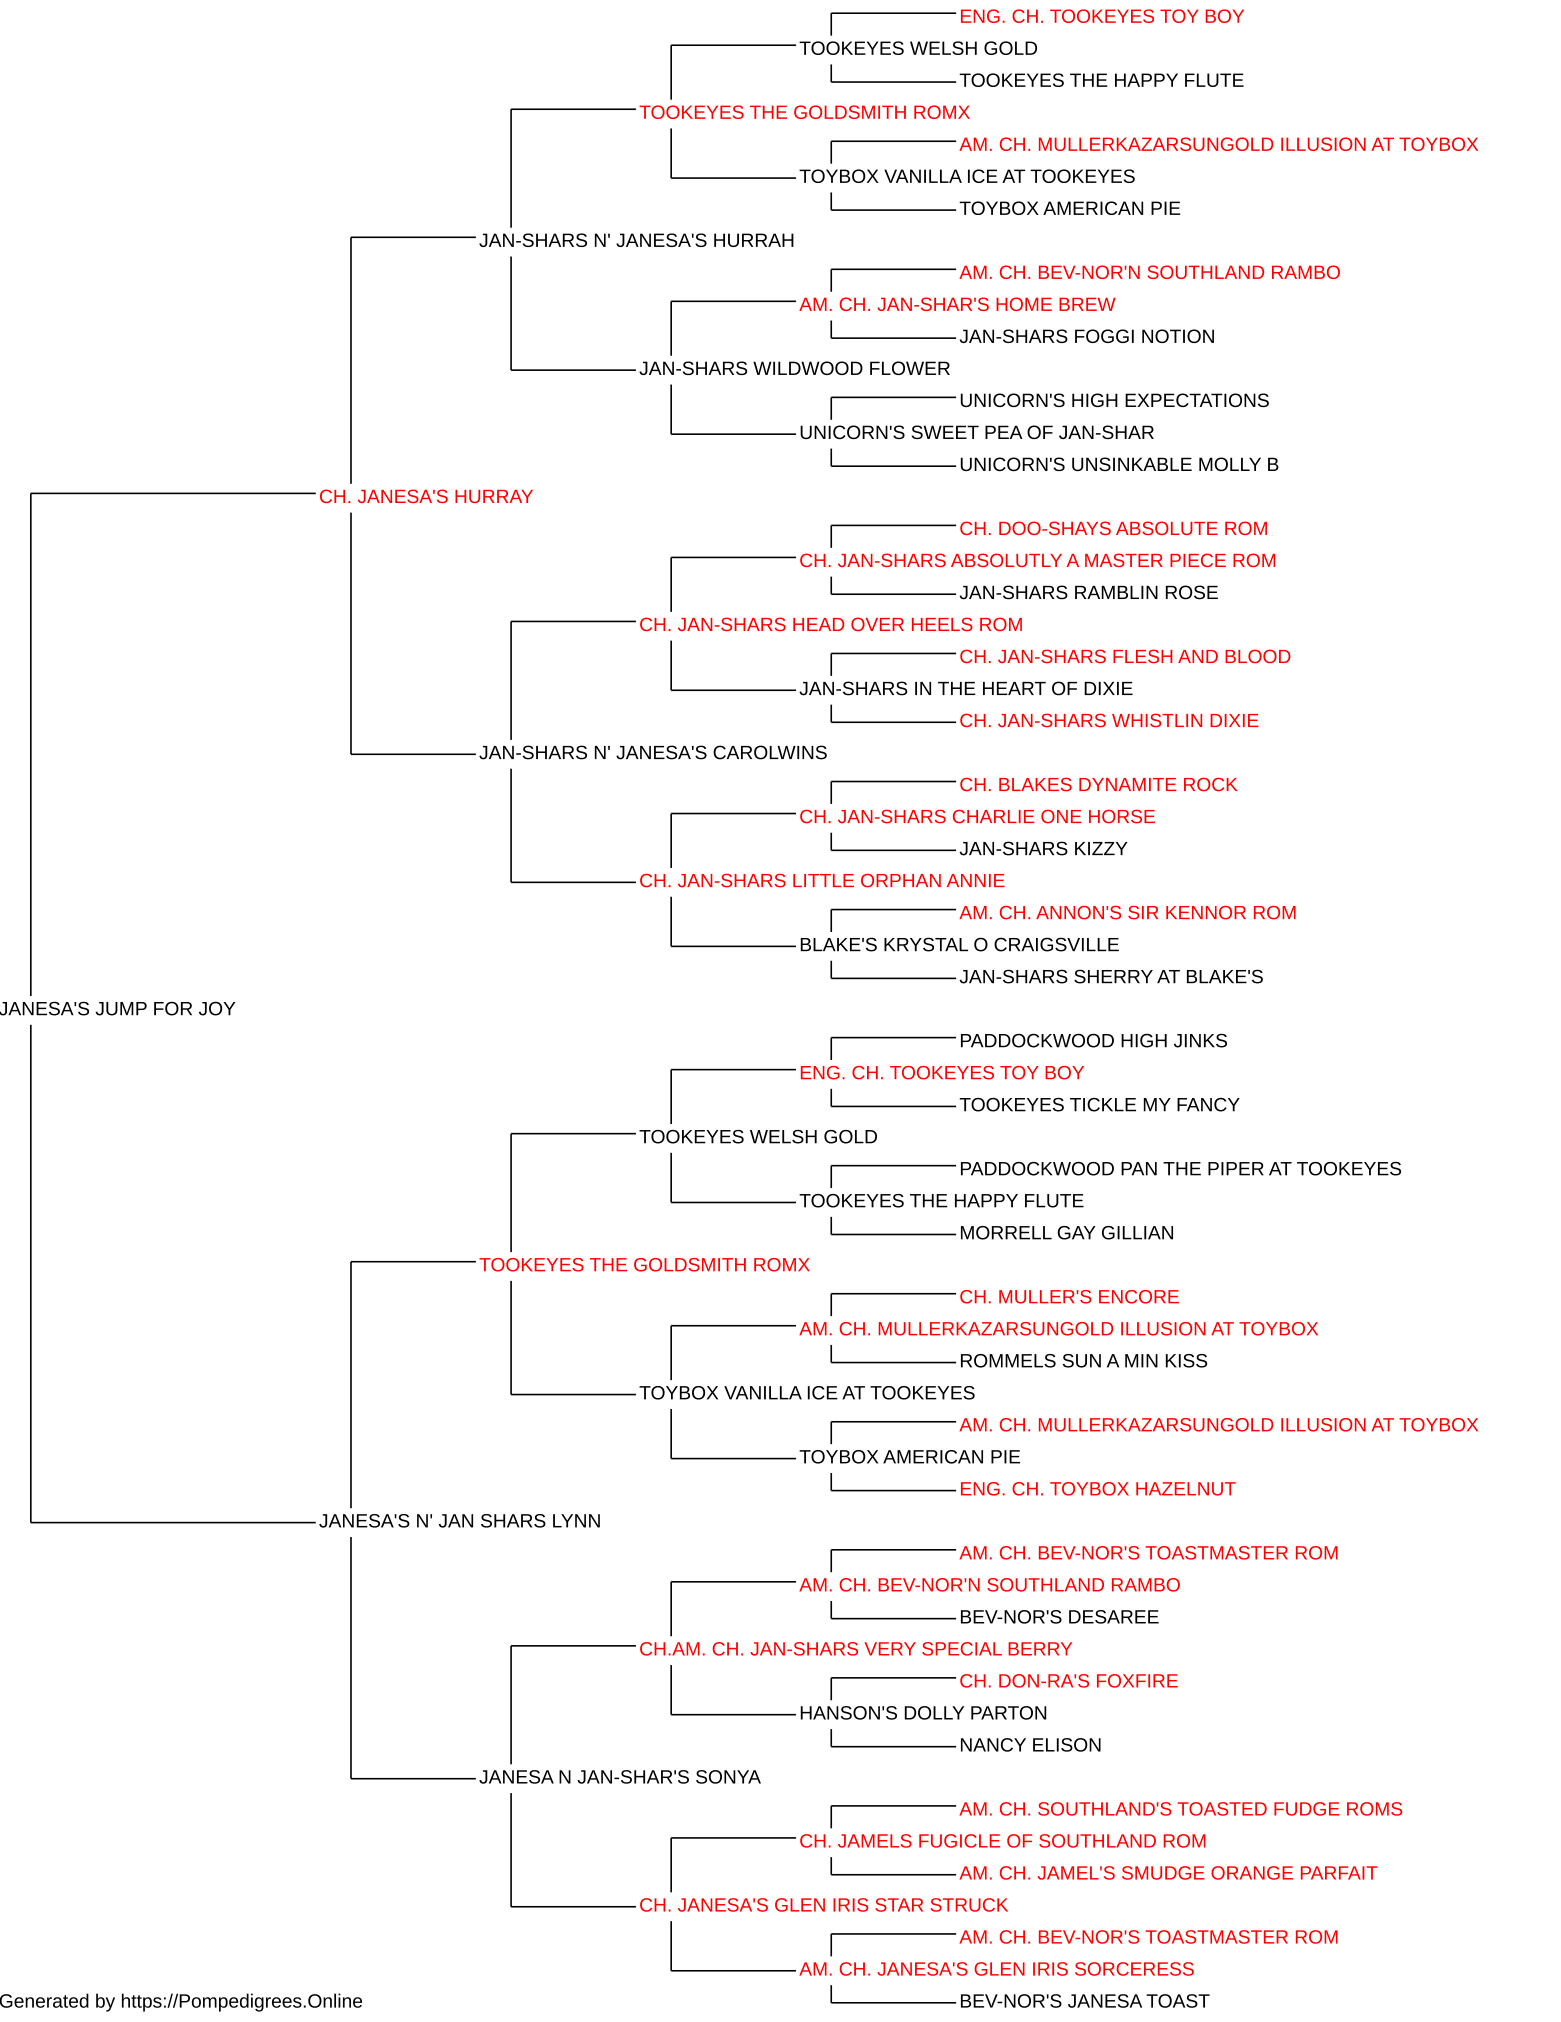 ENG. CH. TOOKEYES TOY BOY
TOOKEYES WELSH GOLD
TOOKEYES THE HAPPY FLUTE
TOOKEYES THE GOLDSMITH ROMX
AM. CH. MULLERKAZARSUNGOLD ILLUSION AT TOYBOX
TOYBOX VANILLA ICE AT TOOKEYES
TOYBOX AMERICAN PIE
JAN-SHARS N' JANESA'S HURRAH
AM. CH. BEV-NOR'N SOUTHLAND RAMBO
AM. CH. JAN-SHAR'S HOME BREW
JAN-SHARS FOGGI NOTION
JAN-SHARS WILDWOOD FLOWER
UNICORN'S HIGH EXPECTATIONS
UNICORN'S SWEET PEA OF JAN-SHAR
UNICORN'S UNSINKABLE MOLLY B
CH. JANESA'S HURRAY
CH. DOO-SHAYS ABSOLUTE ROM
CH. JAN-SHARS ABSOLUTLY A MASTER PIECE ROM
JAN-SHARS RAMBLIN ROSE
CH. JAN-SHARS HEAD OVER HEELS ROM
CH. JAN-SHARS FLESH AND BLOOD
JAN-SHARS IN THE HEART OF DIXIE
CH. JAN-SHARS WHISTLIN DIXIE
JAN-SHARS N' JANESA'S CAROLWINS
CH. BLAKES DYNAMITE ROCK
CH. JAN-SHARS CHARLIE ONE HORSE
JAN-SHARS KIZZY
CH. JAN-SHARS LITTLE ORPHAN ANNIE
AM. CH. ANNON'S SIR KENNOR ROM
BLAKE'S KRYSTAL O CRAIGSVILLE
JAN-SHARS SHERRY AT BLAKE'S
JANESA'S JUMP FOR JOY
PADDOCKWOOD HIGH JINKS
ENG. CH. TOOKEYES TOY BOY
TOOKEYES TICKLE MY FANCY
TOOKEYES WELSH GOLD
PADDOCKWOOD PAN THE PIPER AT TOOKEYES
TOOKEYES THE HAPPY FLUTE
MORRELL GAY GILLIAN
TOOKEYES THE GOLDSMITH ROMX
CH. MULLER'S ENCORE
AM. CH. MULLERKAZARSUNGOLD ILLUSION AT TOYBOX
ROMMELS SUN A MIN KISS
TOYBOX VANILLA ICE AT TOOKEYES
AM. CH. MULLERKAZARSUNGOLD ILLUSION AT TOYBOX
TOYBOX AMERICAN PIE
ENG. CH. TOYBOX HAZELNUT
JANESA'S N' JAN SHARS LYNN
AM. CH. BEV-NOR'S TOASTMASTER ROM
AM. CH. BEV-NOR'N SOUTHLAND RAMBO
BEV-NOR'S DESAREE
CH.AM. CH. JAN-SHARS VERY SPECIAL BERRY
CH. DON-RA'S FOXFIRE
HANSON'S DOLLY PARTON
NANCY ELISON
JANESA N JAN-SHAR'S SONYA
AM. CH. SOUTHLAND'S TOASTED FUDGE ROMS
CH. JAMELS FUGICLE OF SOUTHLAND ROM
AM. CH. JAMEL'S SMUDGE ORANGE PARFAIT
CH. JANESA'S GLEN IRIS STAR STRUCK
AM. CH. BEV-NOR'S TOASTMASTER ROM
AM. CH. JANESA'S GLEN IRIS SORCERESS
BEV-NOR'S JANESA TOAST
Generated by https://Pompedigrees.Online